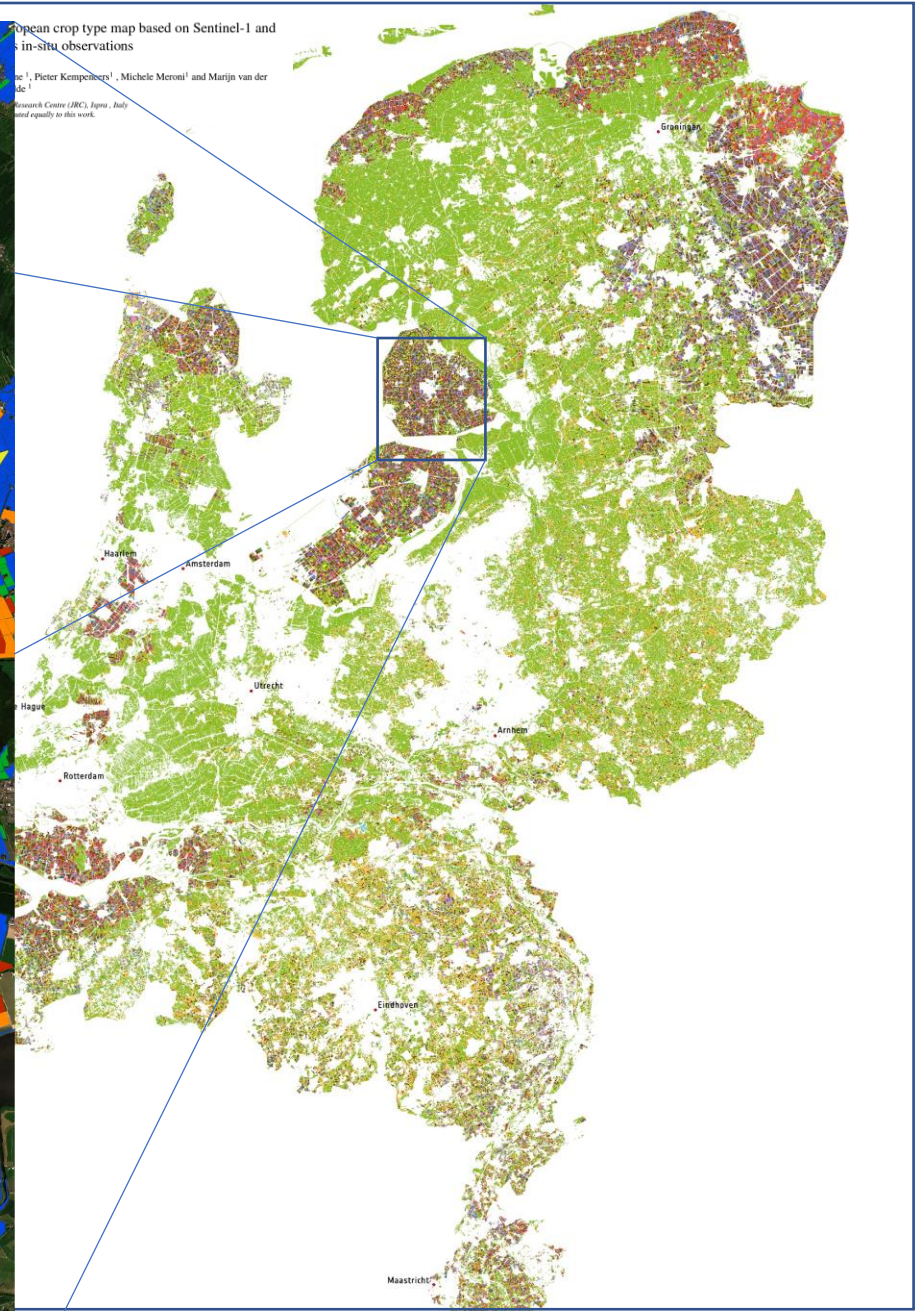 opean crop type map based on Sentinel-1 and
s in-situ observations
ne 1, Pieter Kempeneers1 , Michele Meroni1 and Marijn van der
lde 1
Research Centre (JRC), Ispra , Italy
uted equally to this work.
Groningen
Haarlem
Amsterdam
Utrecht
e Hague
Arnhem
Rotterdam
Eindhoven
Maastricht